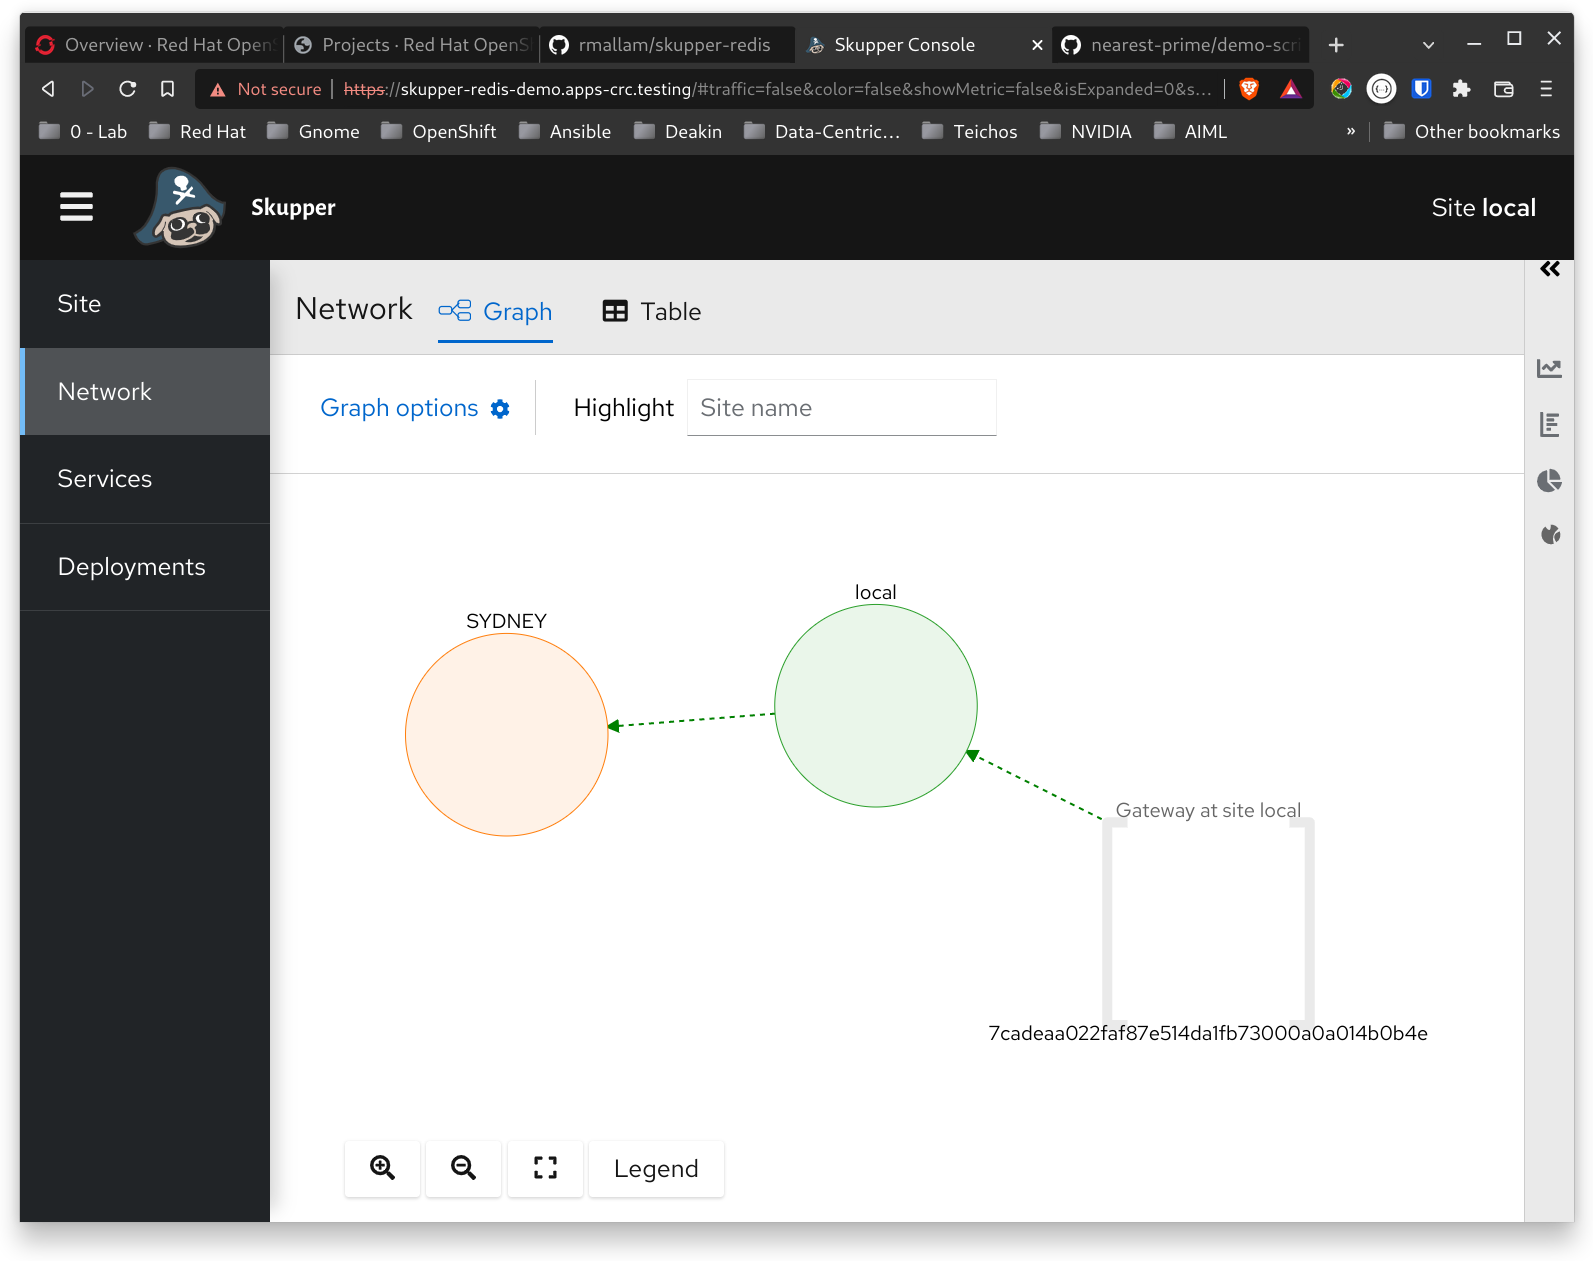 Overview · Red Hat OpenS
Projects · Red Hat OpenS
rmallam/skupper-redis
Skupper Console
nearest-prime/demo-scri
Not secure
https://skupper-redis-demo.apps-crc.testing/#traffic=false&color=false&showMetric=false&isExpanded=0&s...
0 - Lab
Red Hat
Gnome
OpenShift
Ansible
Deakin
Data-Centric...
Teichos
NVIDIA
AIML
»
Other bookmarks
Skupper
Site local
Site
Network
Services
Deployments
Network
Graph
Table
Graph options
Highlight
Site name
local
SYDNEY
Gateway at site local
7cadeaa022faf87e514da1fb73000a0a014b0b4e
Legend